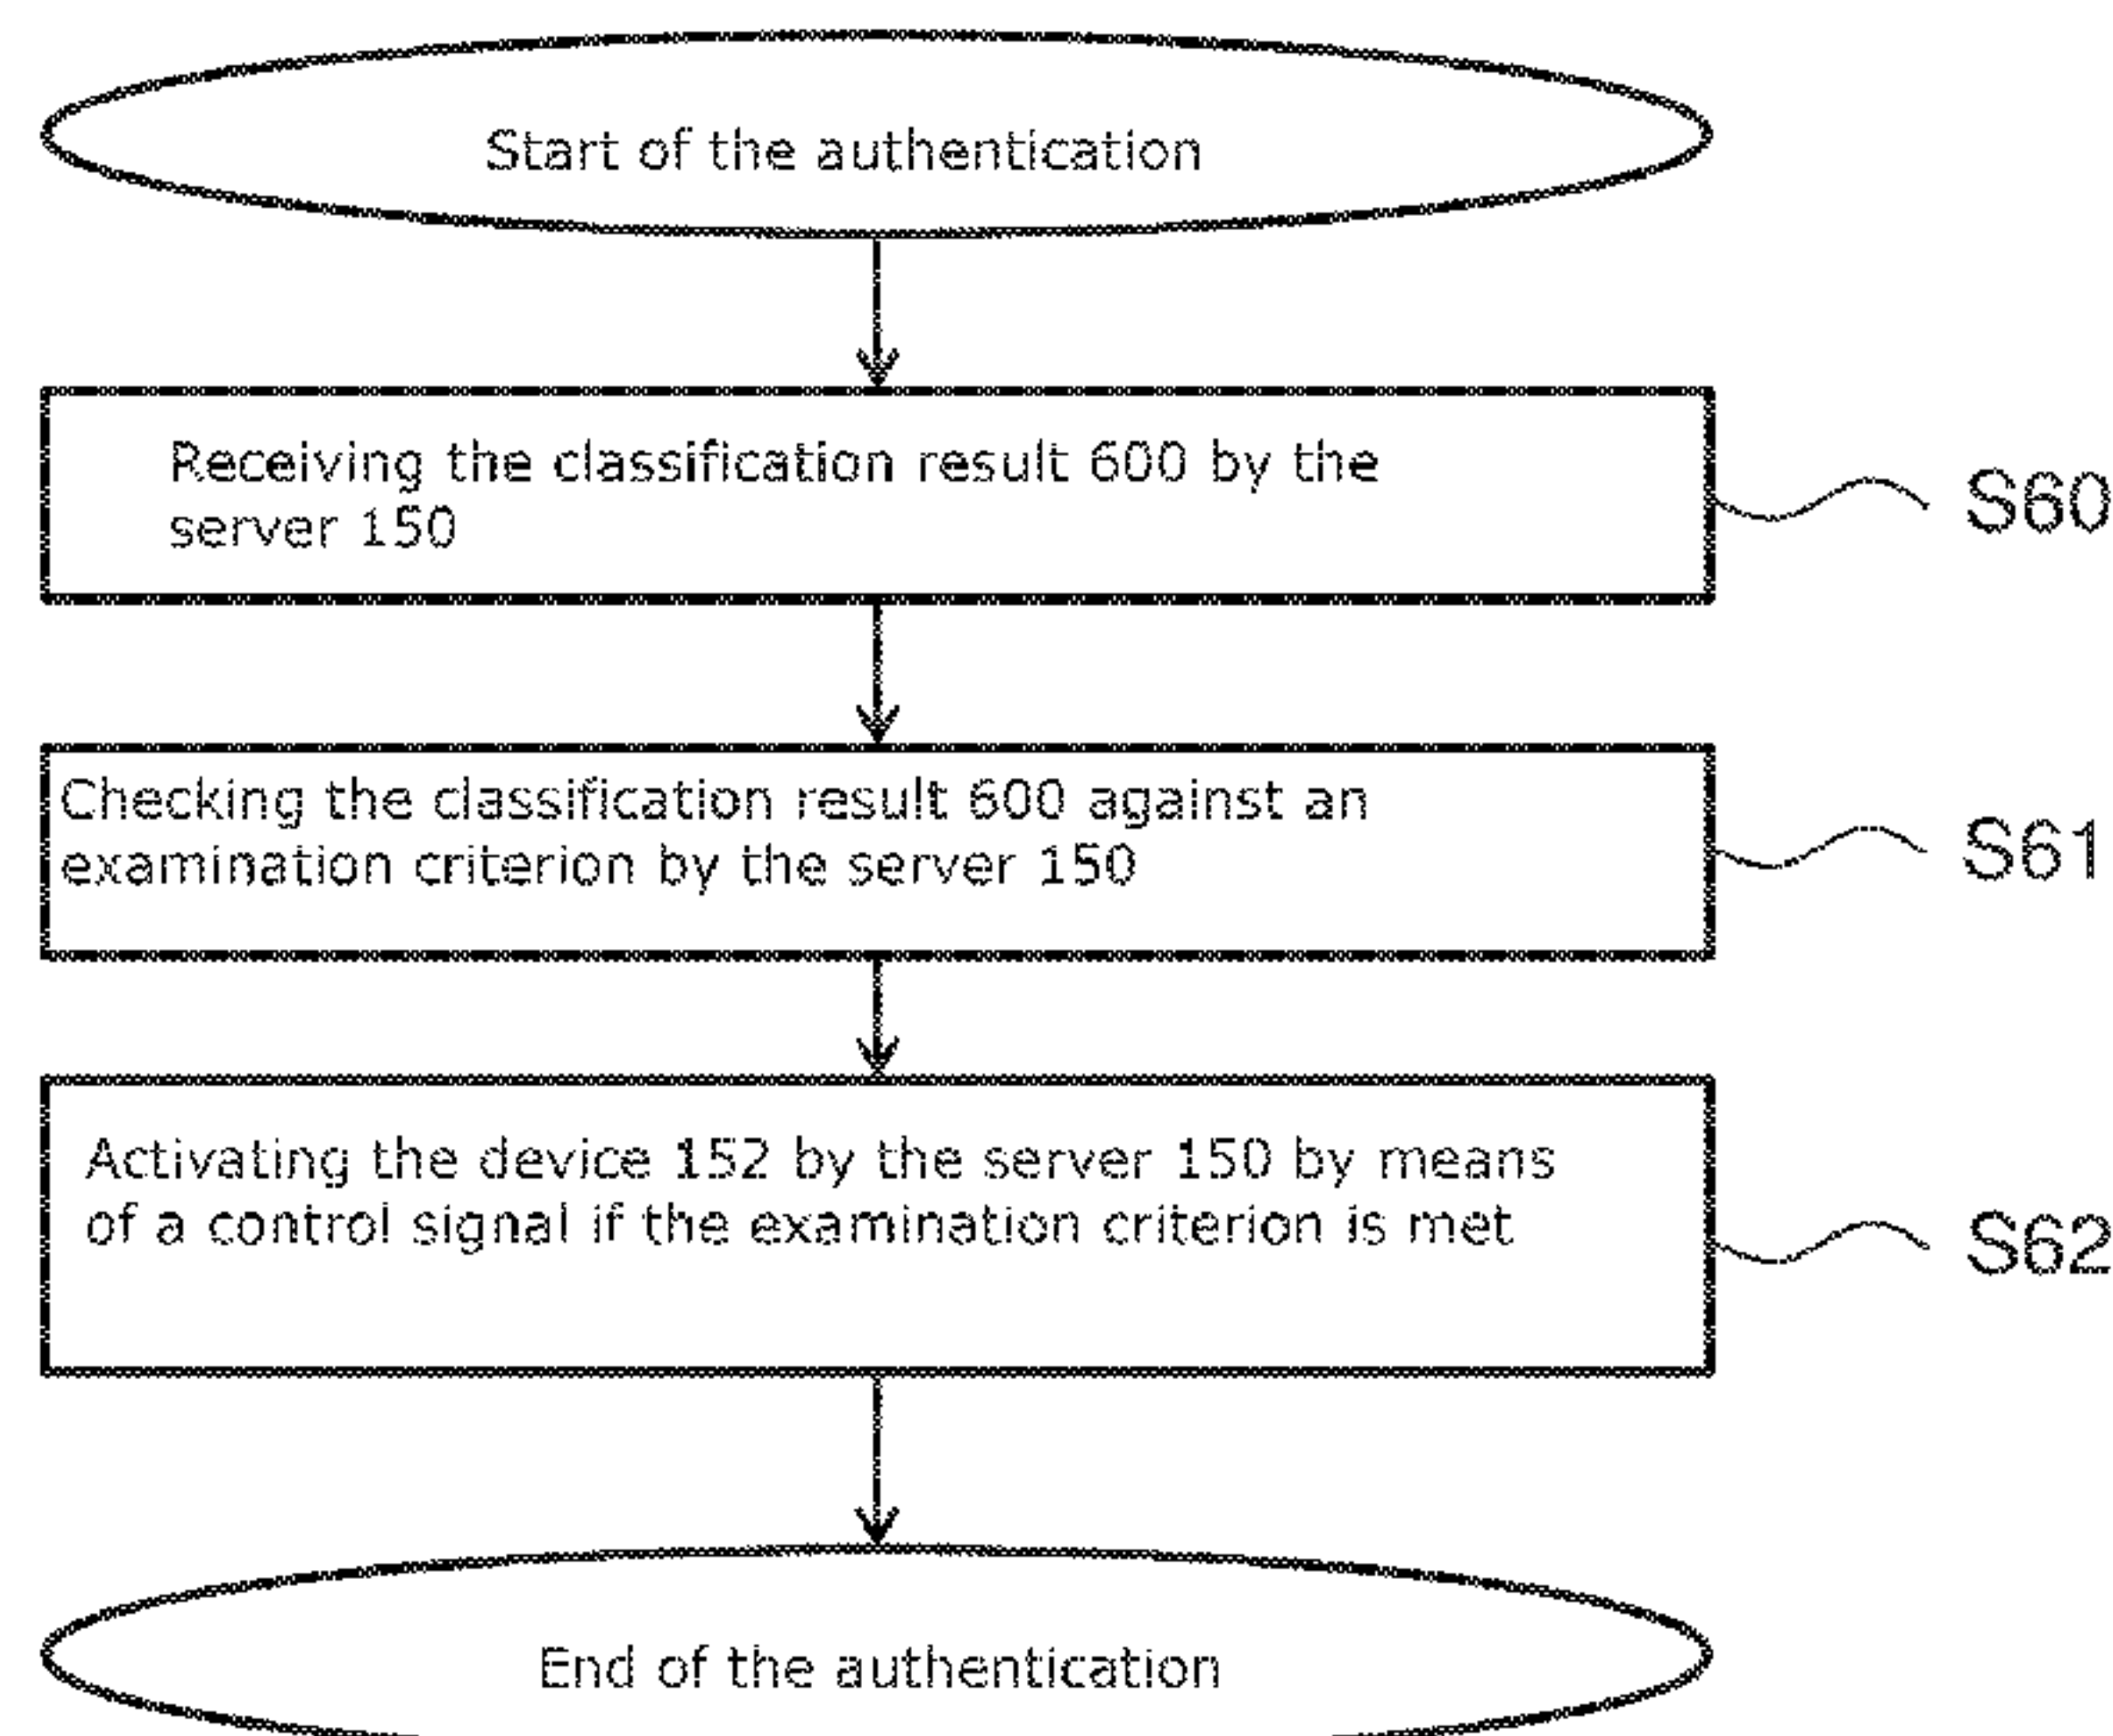 Start of the authentication
Receiving the classification result 600 by the
server 150
S60
Checking the classification result 600 against an
examination criterion by the server 150
S61
Activating the device 152 by the server 150 by means
of a control signal if the examination criterion is met
S62
End of the authentication